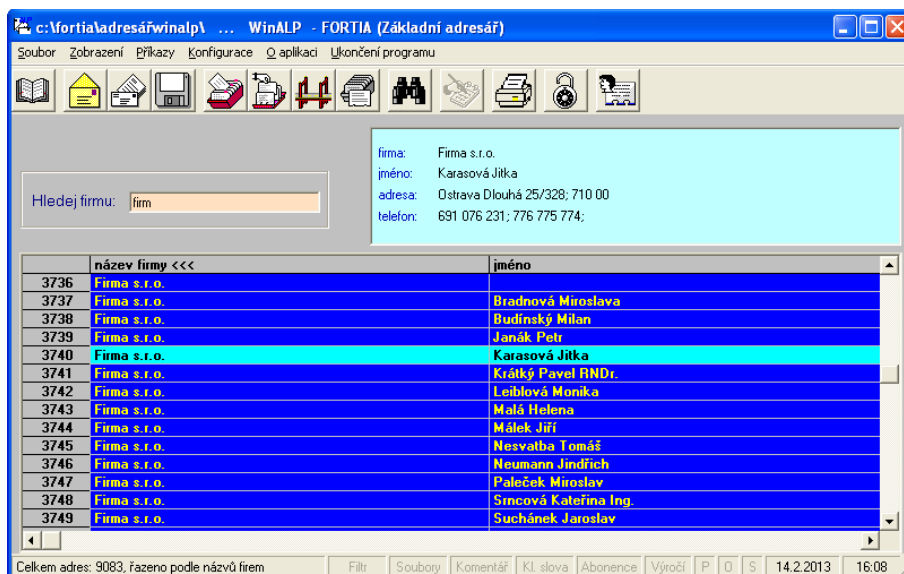 c:\fortia\adresářwinalp\ ... WinALP - FORTIA (Základní adresář)
Soubor Zobrazení Příkazy Konfigurace O aplikaci Ukončení programu
firma: Firma s.r.o.
jméno: Karasová Jitka
adresa: Ostrava Dlouhá 25/328; 710 00
telefon: 691 076 231; 776 775 774;
Hledej firmu: firm
název firmy <<< jméno
3736 Firma s.r.o.
3737 Firma s.r.o. Bradnová Miroslava
3738 Firma s.r.o. Budínský Milan
3739 Firma s.r.o. Janák Petr
3740 Firma s.r.o. Karasová Jitka
3741 Firma s.r.o. Krátký Pavel RNDr.
3742 Firma s.r.o. Leiblová Monika
3743 Firma s.r.o. Malá Helena
3744 Firma s.r.o. Málek Jiří
3745 Firma s.r.o. Nesvatba Tomáš
3746 Firma s.r.o. Neumann Jindřich
3747 Firma s.r.o. Paleček Miroslav
3748 Firma s.r.o. Srncová Kateřina Ing.
3749 Firma s.r.o. Suchánek Jaroslav
Celkem adres: 9083, řazeno podle názvů firem Filtr Soubory Komentář Kl. slova Abonence Výročí P O S 14.2.2013 16:08